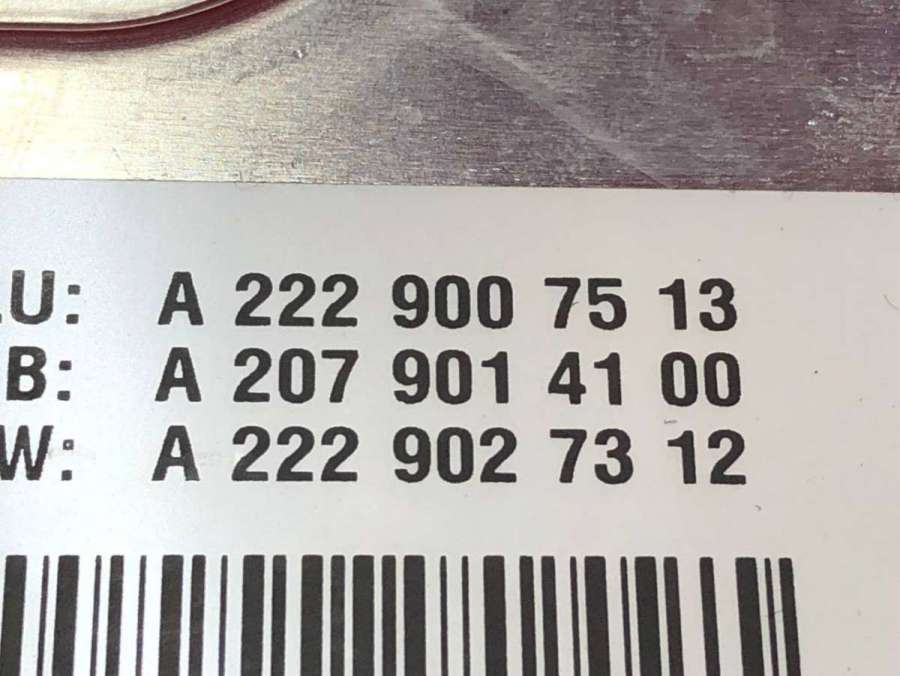 LU: A 222 900 75 13
B: A 207 901 41 00
W: A 222 902 73 12